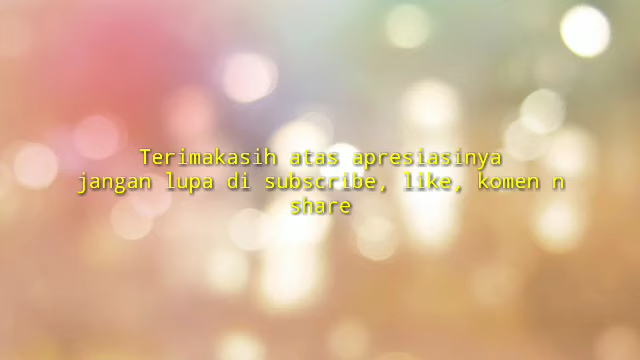 Terimakasih atas apresiasinya
jangan lupa di subscribe, like, komen n
share